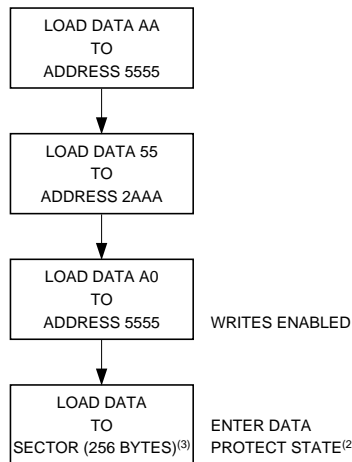 LOAD DATA AA
TO
ADDRESS 5555
LOAD DATA 55
TO
ADDRESS 2AAA
LOAD DATA A0
TO
ADDRESS 5555
WRITES ENABLED
LOAD DATA
TO
SECTOR (256 BYTES)(3)
ENTER DATA
PROTECT STATE(2